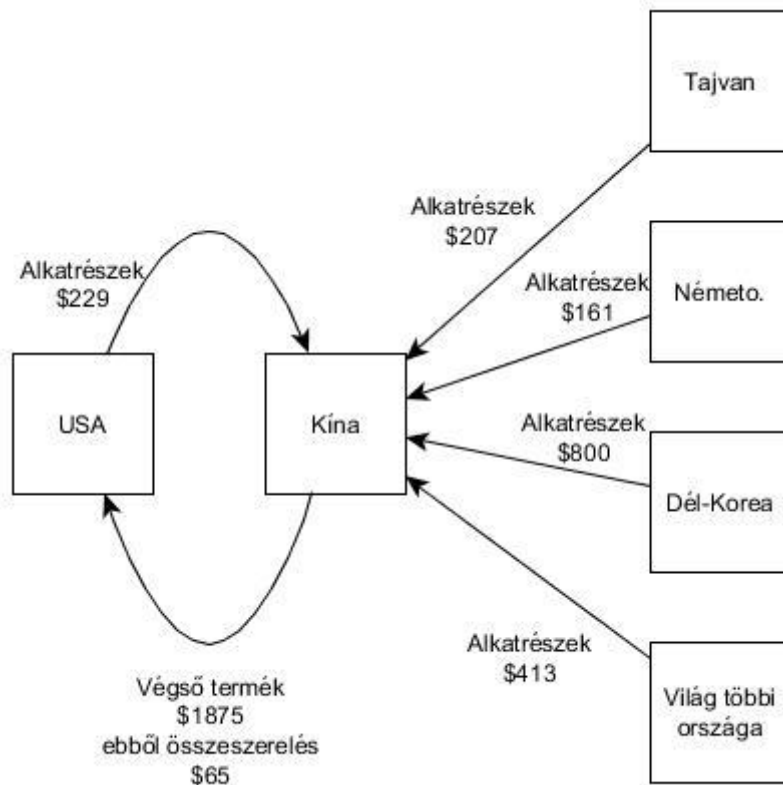 Tajvan
Alkatrészek
$207
Alkatrészek
$229
Alkatrészek
$161
Németo.
USA
Kína
Alkatrészek
$800
Dél-Korea
Alkatrészek
$413
Végső termék
$1875
ebből összeszerelés
$65
Világ többi
országa